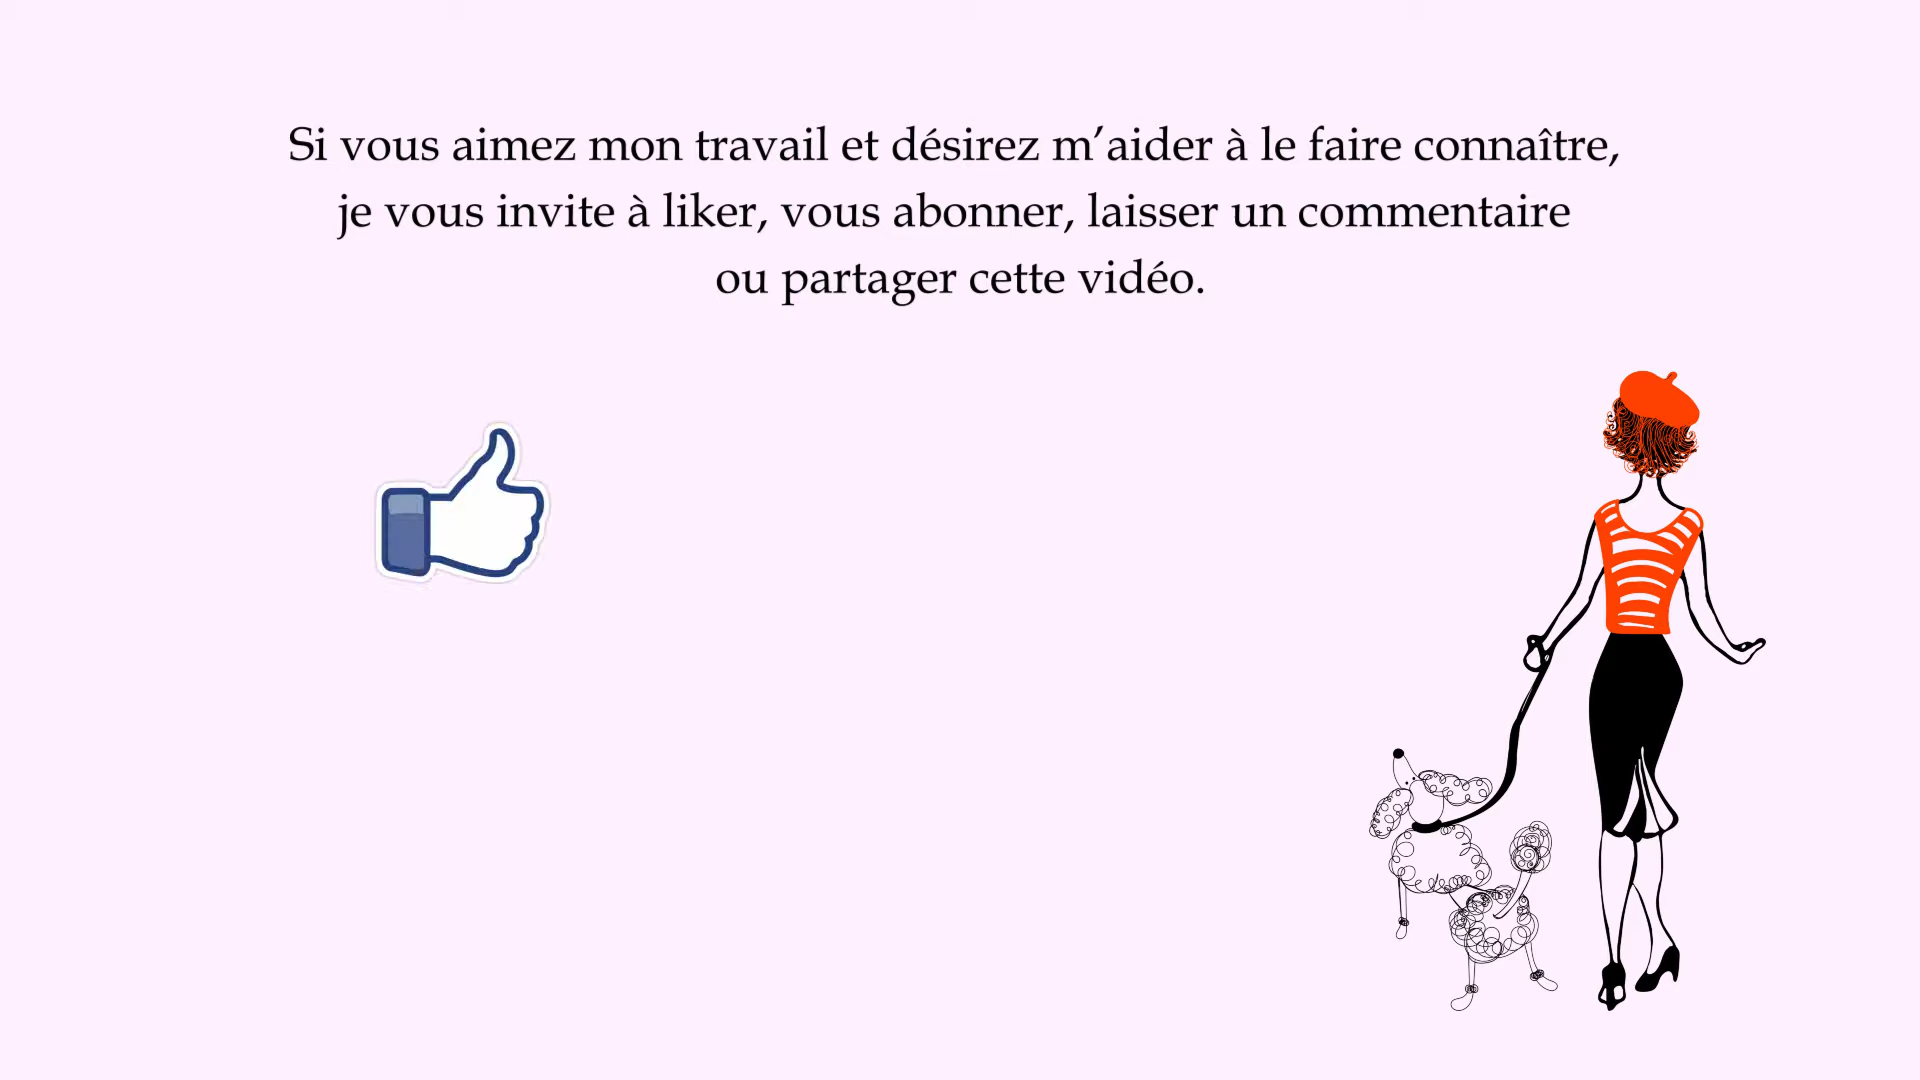 Si vous aimez mon travail et désirez m’aider à le faire connaître,
je vous invite à liker, vous abonner, laisser un commentaire
ou partager cette vidéo.